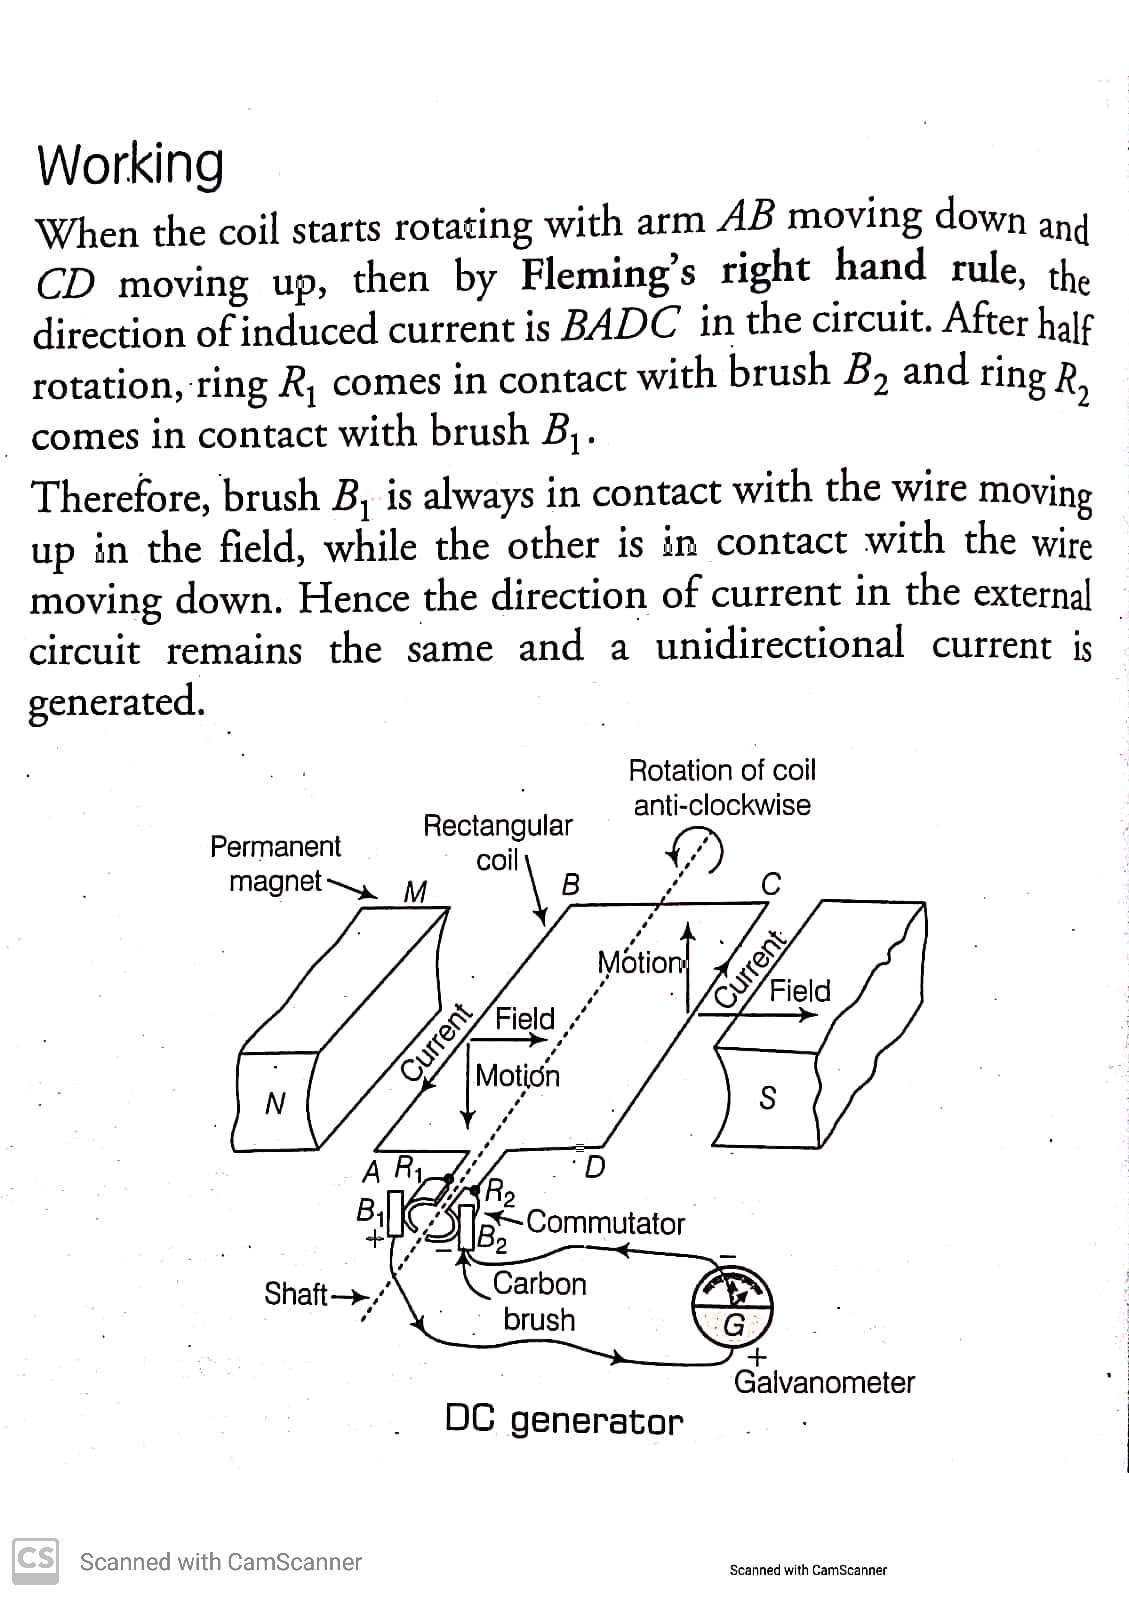 Working
When the coil starts rotating with arm AB moving down and
CD moving up, then by Fleming's right hand rule, the
direction of induced current is BADC in the circuit. After half
rotation, ring R₁ comes in contact with brush B₂ and ring R₂
comes in contact with brush B₁.
Therefore, brush B₁ is always in contact with the wire moving
up in the field, while the other is in contact with the wire
moving down. Hence the direction of current in the external
circuit remains the same and a unidirectional current is
generated.
Rotation of coil
anti-clockwise
Rectangular
coil
Permanent
magnet
M
B
C
Motion
Current
Field
Current
Field
Motion
N
S
A R₁
D
B₁
R₂
+
−
B₂
Commutator
−
Shaft
Carbon
brush
G
+
Galvanometer
DC generator
CS Scanned with CamScanner
Scanned with CamScanner